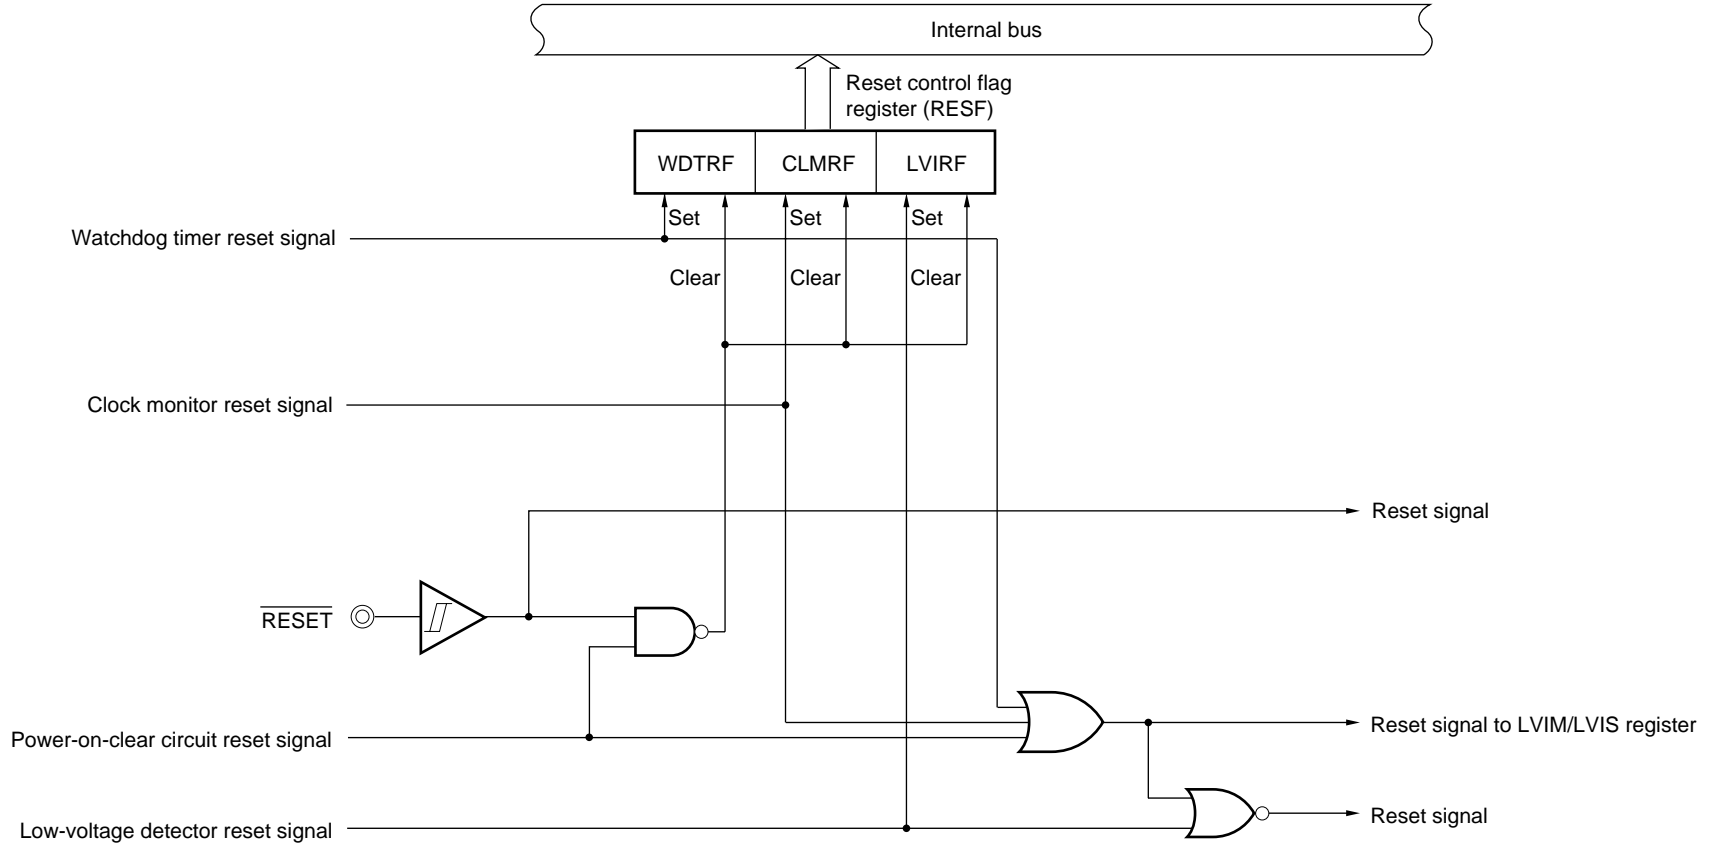 Internal bus
Reset control flag
register (RESF)
WDTRF CLMRF LVIRF
Set Set Set
Watchdog timer reset signal
Clear Clear Clear
Clock monitor reset signal
Reset signal
RESET
Reset signal to LVIM/LVIS register
Power-on-clear circuit reset signal
Reset signal
Low-voltage detector reset signal